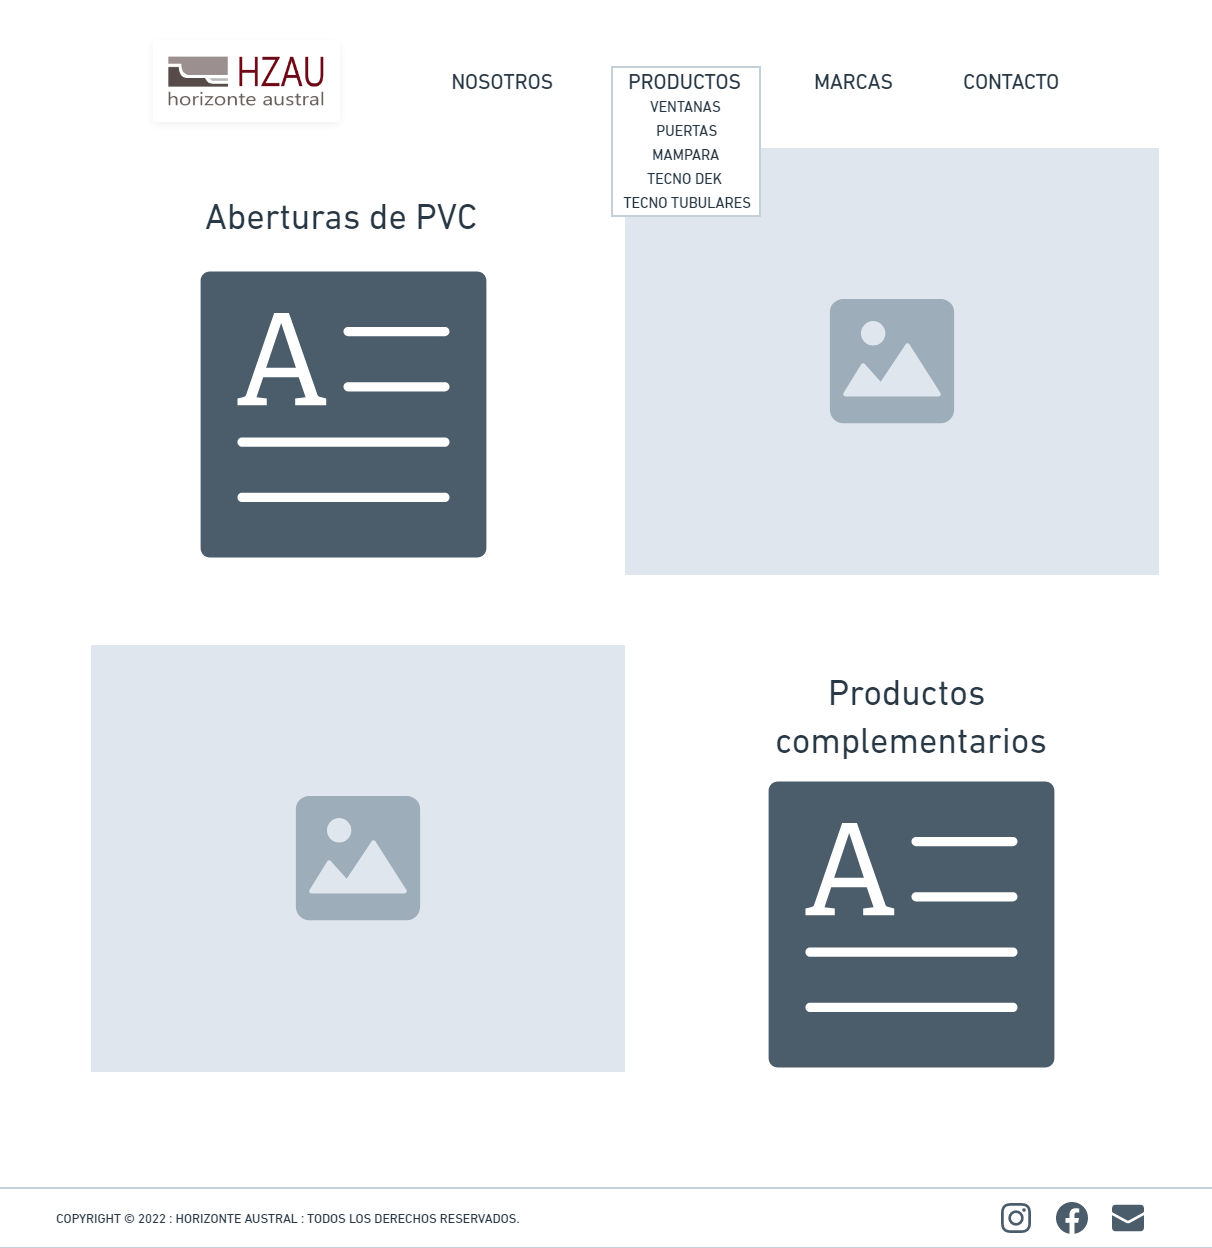 HZAU
horizonte austral
NOSOTROS
PRODUCTOS
MARCAS
CONTACTO
VENTANAS
PUERTAS
MAMPARA
TECNO DEK
TECNO TUBULARES
Aberturas de PVC
A
Productos
complementarios
A
COPYRIGHT © 2022 : HORIZONTE AUSTRAL : TODOS LOS DERECHOS RESERVADOS.